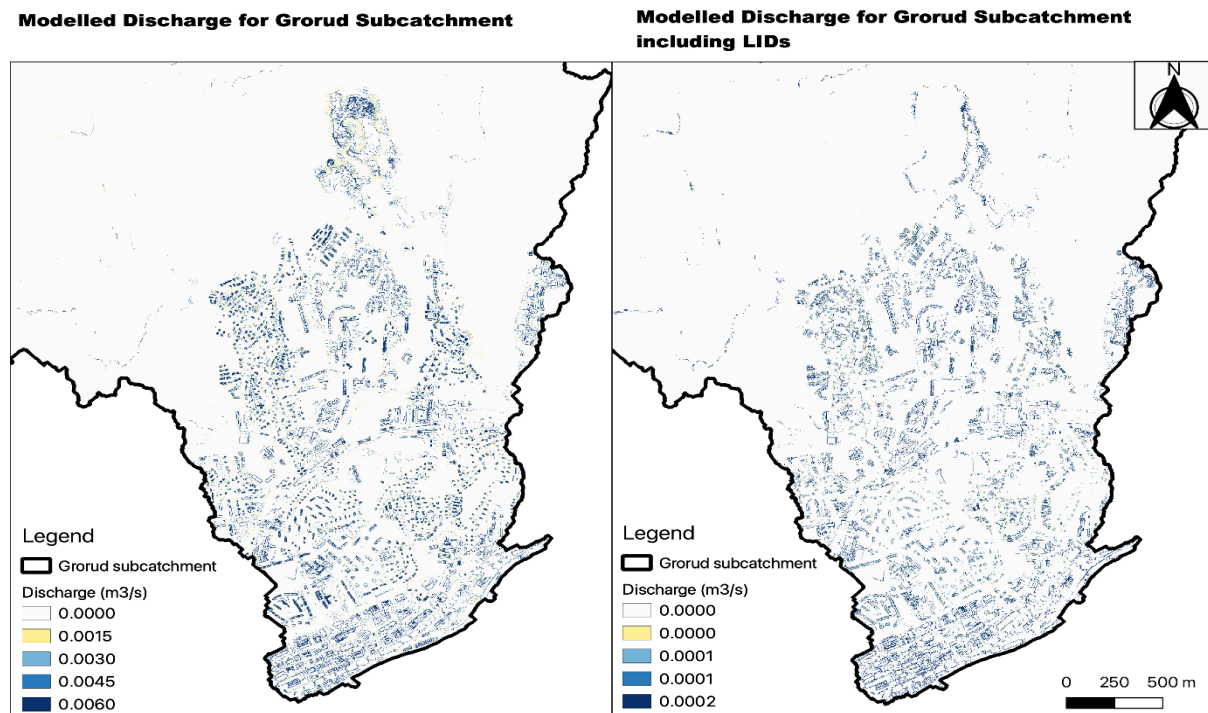 Modelled Discharge for Grorud Subcatchment
Legend
Grorud subcatchment
Discharge (m3/s)
0.0000
0.0015
0.0030
0.0045
0.0060
Modelled Discharge for Grorud Subcatchment
including LIDs
N
Legend
Grorud subcatchment
Discharge (m3/s)
0.0000
0.0000
0.0001
0.0001
0.0002
0 250 500 m